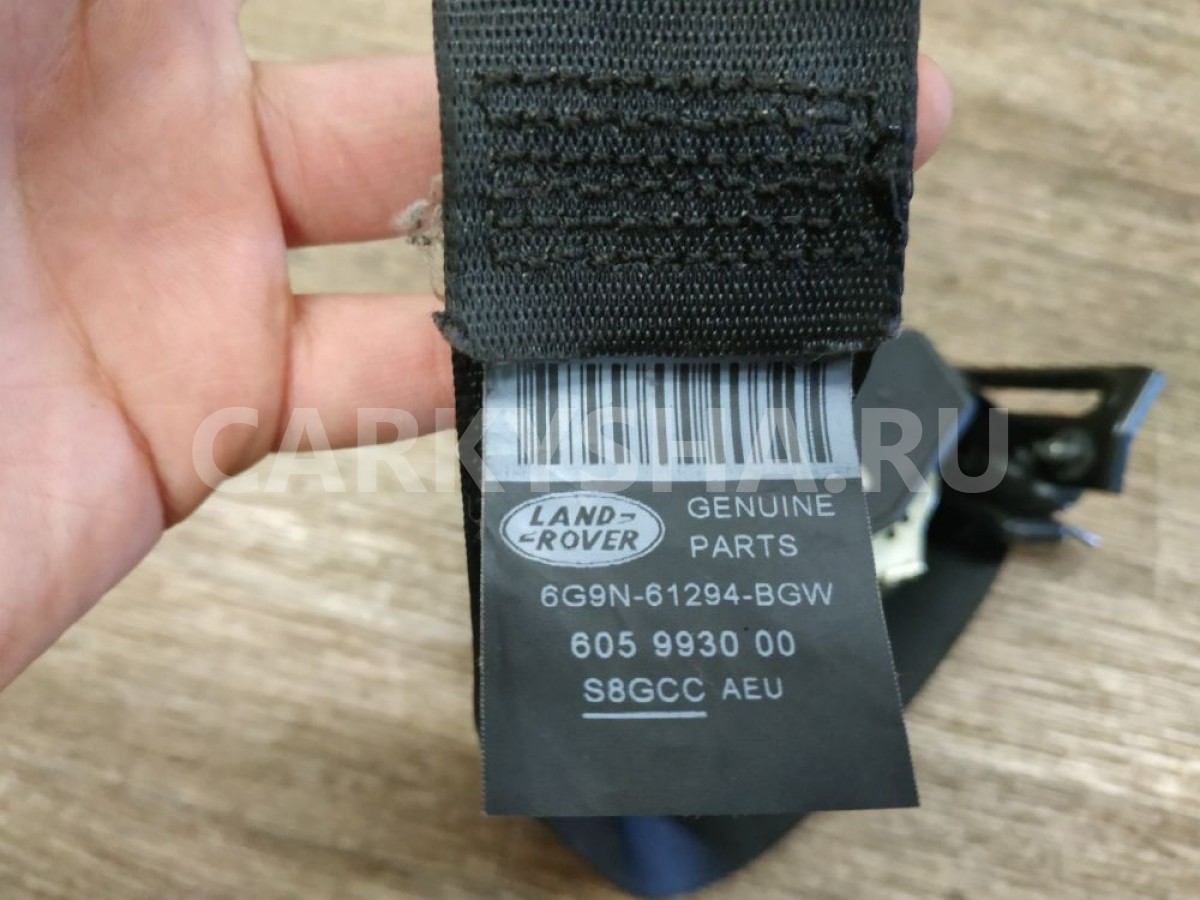 CARKYSHA.RU
LAND-
-ROVER
GENUINE
PARTS
6G9N-61294-BGW
605 9930 00
S8GCC AEU